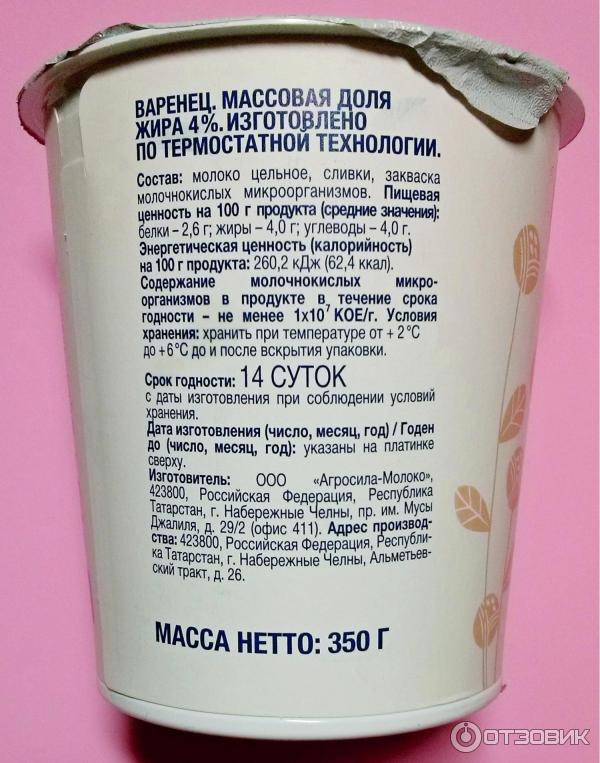 ВАРЕНЕЦ. МАССОВАЯ ДОЛЯ
ЖИРА 4%. ИЗГОТОВЛЕНО
ПО ТЕРМОСТАТНОЙ ТЕХНОЛОГИИ.
Состав: молоко цельное, сливки, закваска
молочнокислых микроорганизмов. Пищевая
ценность на 100 г продукта (средние значения):
белки – 2,6 г; жиры – 4,0 г; углеводы – 4,0 г.
Энергетическая ценность (калорийность)
на 100 г продукта: 260,2 кДж (62,4 ккал).
Содержание молочнокислых микро-
организмов в продукте в течение срока
годности – не менее 1x10⁷ КОЕ/г. Условия
хранения: хранить при температуре от + 2°С
до +6°С до и после вскрытия упаковки.
Срок годности: 14 СУТОК
с даты изготовления при соблюдении условий
хранения.
Дата изготовления (число, месяц, год) / Годен
до (число, месяц, год): указаны на платинке
сверху.
Изготовитель: ООО «Агросила-Молоко»,
423800, Российская Федерация, Республика
Татарстан, г. Набережные Челны, пр. им. Мусы
Джалиля, д. 29/2 (офис 411). Адрес производ-
ства: 423800, Российская Федерация, Республи-
ка Татарстан, г. Набережные Челны, Альметьев-
ский тракт, д. 26.
МАССА НЕТТО: 350 Г
ОТЗОВИК